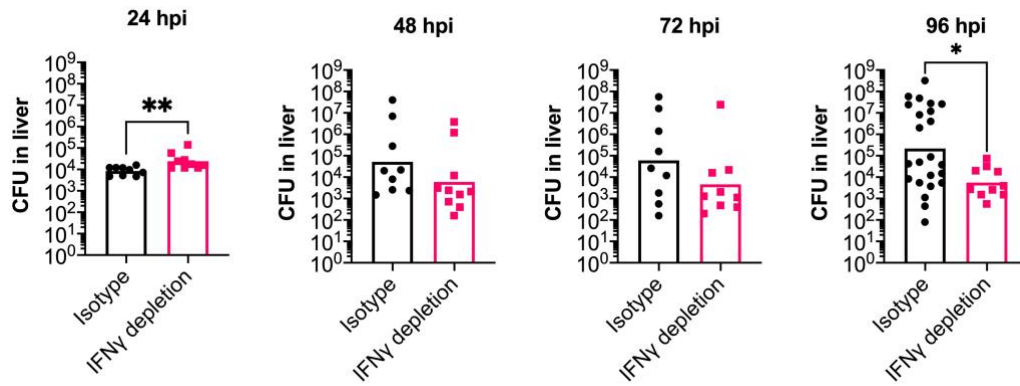 24 hpi
CFU in liver
10⁹
10⁸
10⁷
10⁶
10⁵
10⁴
10³
10²
10¹
10⁰
**
Isotype
IFNγ depletion
48 hpi
CFU in liver
10⁹
10⁸
10⁷
10⁶
10⁵
10⁴
10³
10²
10¹
10⁰
Isotype
IFNγ depletion
72 hpi
CFU in liver
10⁹
10⁸
10⁷
10⁶
10⁵
10⁴
10³
10²
10¹
10⁰
Isotype
IFNγ depletion
96 hpi
CFU in liver
10⁹
10⁸
10⁷
10⁶
10⁵
10⁴
10³
10²
10¹
10⁰
*
Isotype
IFNγ depletion